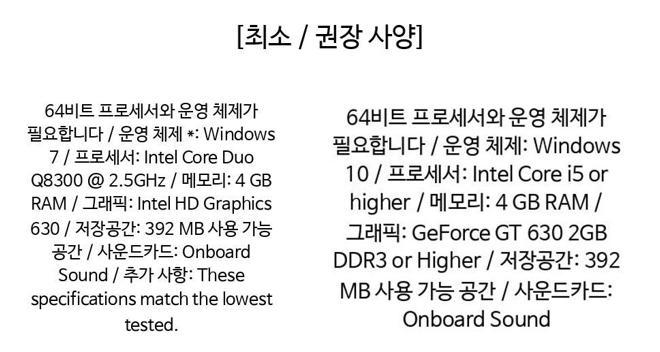 [최소 / 권장 사양]
64비트 프로세서와 운영 체제가
필요합니다 / 운영 체제 *: Windows
7 / 프로세서: Intel Core Duo
Q8300 @ 2.5GHz / 메모리: 4 GB
RAM / 그래픽: Intel HD Graphics
630 / 저장공간: 392 MB 사용 가능
공간 / 사운드카드: Onboard
Sound / 추가 사항: These
specifications match the lowest
tested.
64비트 프로세서와 운영 체제가
필요합니다 / 운영 체제: Windows
10 / 프로세서: Intel Core i5 or
higher / 메모리: 4 GB RAM /
그래픽: GeForce GT 630 2GB
DDR3 or Higher / 저장공간: 392
MB 사용 가능 공간 / 사운드카드:
Onboard Sound